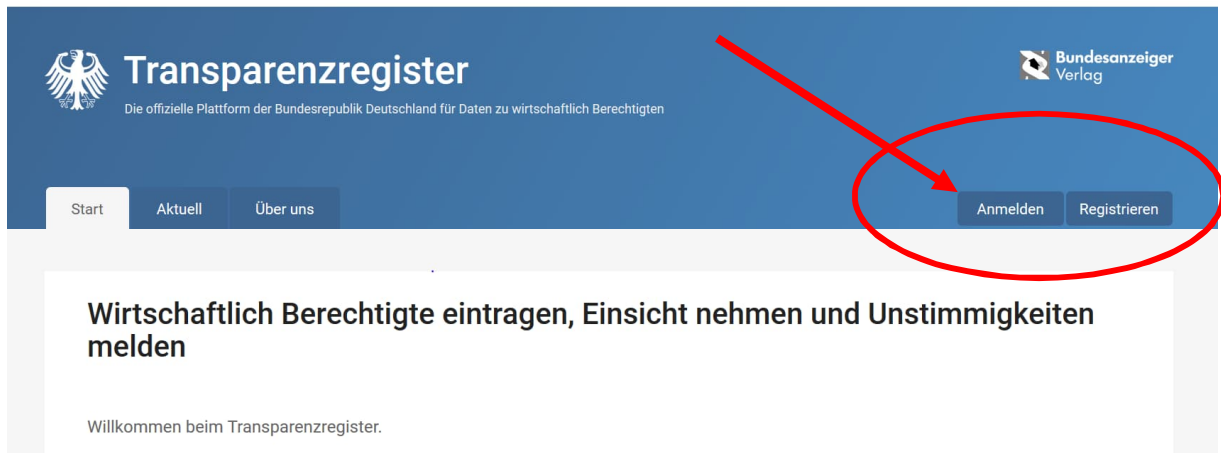 Transparenzregister
Die offizielle Plattform der Bundesrepublik Deutschland für Daten zu wirtschaftlich Berechtigten
Bundesanzeiger
Verlag
Start
Aktuell
Über uns
Anmelden
Registrieren
Wirtschaftlich Berechtigte eintragen, Einsicht nehmen und Unstimmigkeiten
melden
Willkommen beim Transparenzregister.